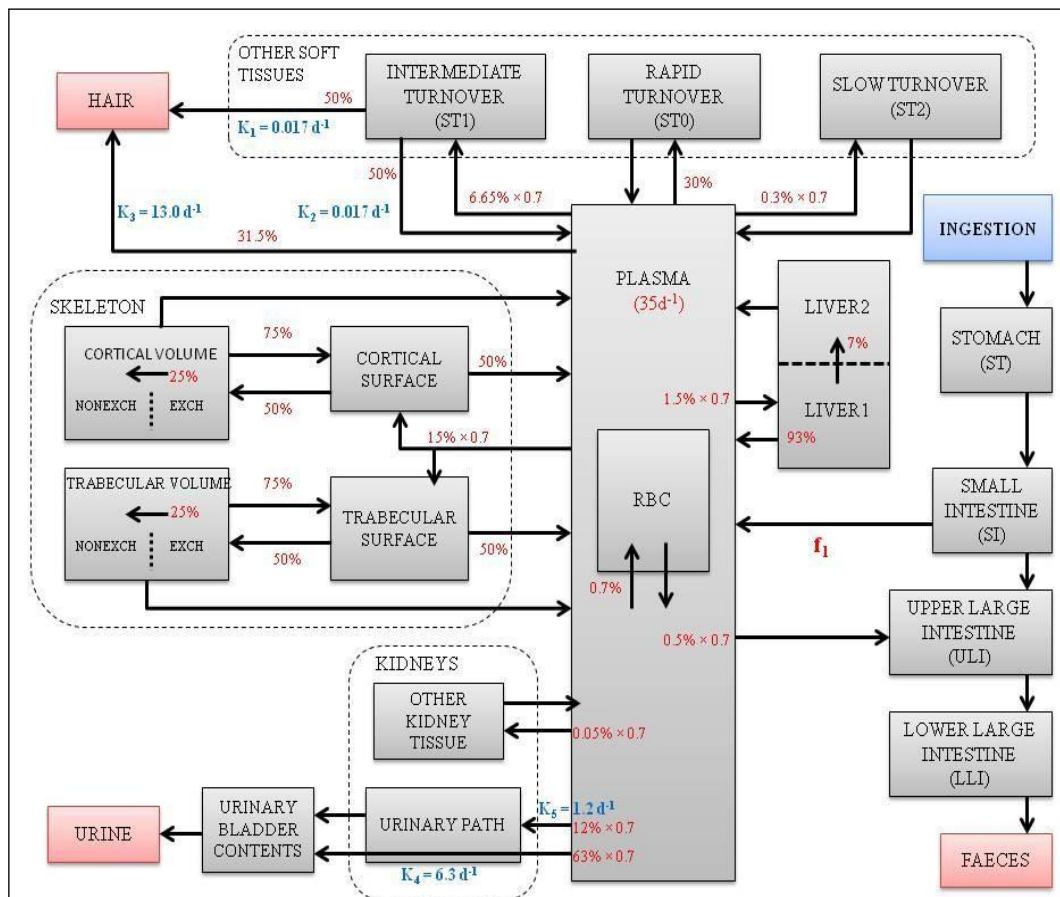 OTHER SOFT
TISSUES
INTERMEDIATE
TURNOVER
(ST1)
RAPID
TURNOVER
(ST0)
SLOW TURNOVER
(ST2)
HAIR
50%
K₁ = 0.017 d⁻¹
50%
K₂ = 0.017 d⁻¹
6.65% × 0.7
30%
0.3% × 0.7
K₃ = 13.0 d⁻¹
31.5%
INGESTION
PLASMA
(35d⁻¹)
SKELETON
CORTICAL VOLUME
25%
NONEXCH
EXCH
75%
50%
CORTICAL
SURFACE
50%
15% × 0.7
TRABECULAR VOLUME
25%
NONEXCH
EXCH
75%
50%
TRABECULAR
SURFACE
50%
LIVER2
7%
LIVER1
1.5% × 0.7
93%
STOMACH
(ST)
RBC
0.7%
SMALL
INTESTINE
(SI)
f₁
0.5% × 0.7
UPPER LARGE
INTESTINE
(ULI)
LOWER LARGE
INTESTINE
(LLI)
FAECES
KIDNEYS
OTHER
KIDNEY
TISSUE
0.05% × 0.7
K₅ = 1.2 d⁻¹
12% × 0.7
63% × 0.7
URINARY PATH
K₄ = 6.3 d⁻¹
URINARY
BLADDER
CONTENTS
URINE